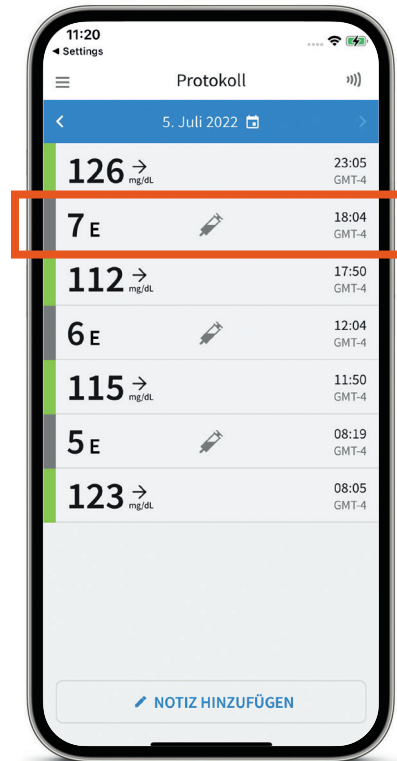 11:20
◀ Settings
Protokoll
5. Juli 2022
126 → mg/dL 23:05 GMT-4
7 E 18:04 GMT-4
112 → mg/dL 17:50 GMT-4
6 E 12:04 GMT-4
115 → mg/dL 11:50 GMT-4
5 E 08:19 GMT-4
123 → mg/dL 08:05 GMT-4
NOTIZ HINZUFÜGEN